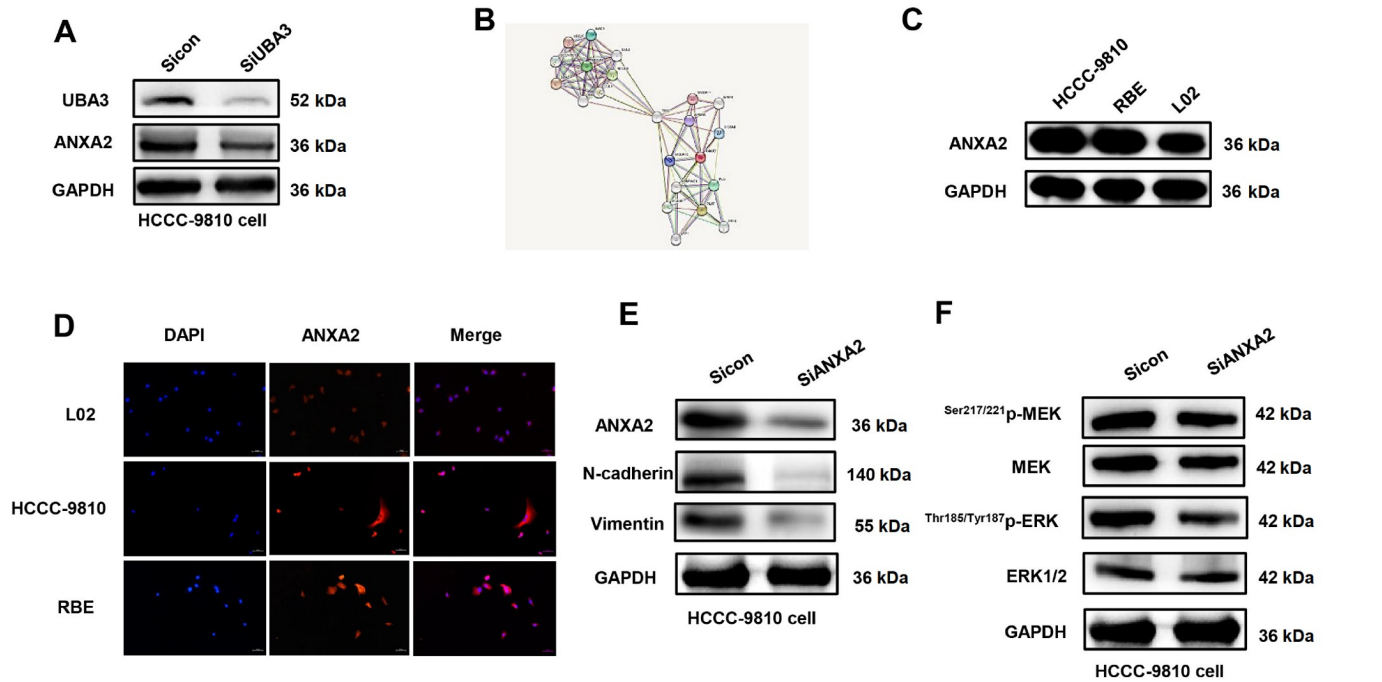 A
Sicon
SiUBA3
UBA3
52 kDa
ANXA2
36 kDa
GAPDH
36 kDa
HCCC-9810 cell
B
C
HCCC-9810
RBE
L02
ANXA2
36 kDa
GAPDH
36 kDa
D
DAPI
ANXA2
Merge
L02
HCCC-9810
RBE
E
Sicon
SiANXA2
ANXA2
36 kDa
N-cadherin
140 kDa
Vimentin
55 kDa
GAPDH
36 kDa
HCCC-9810 cell
F
Sicon
SiANXA2
Ser217/221p-MEK
42 kDa
MEK
42 kDa
Thr185/Tyr187p-ERK
42 kDa
ERK1/2
42 kDa
GAPDH
36 kDa
HCCC-9810 cell